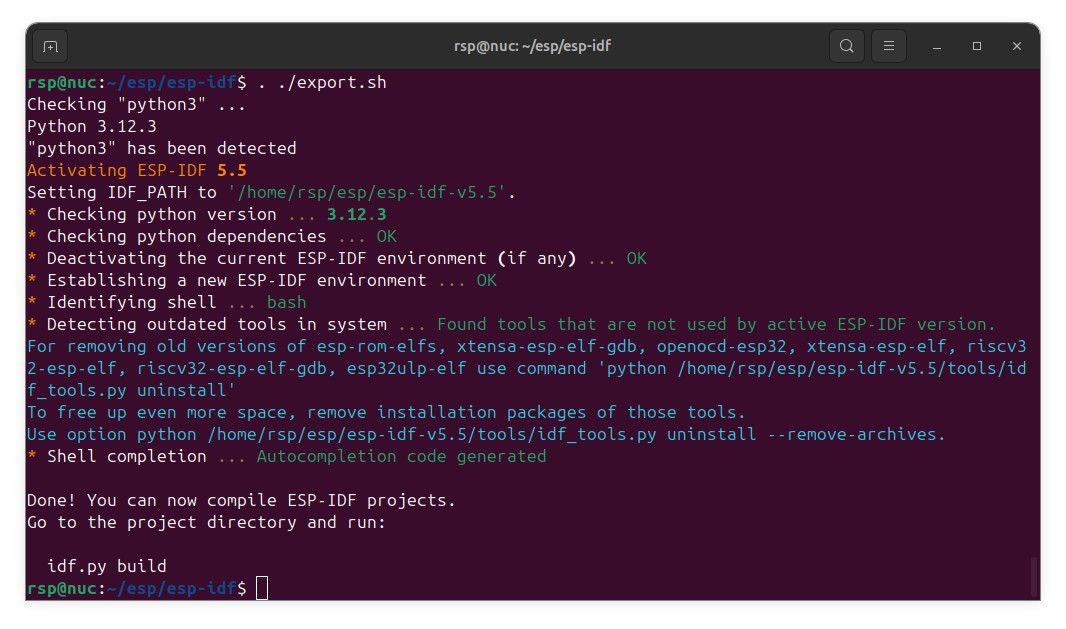 rsp@nuc: ~/esp/esp-idf
rsp@nuc:~/esp/esp-idf$ . ./export.sh
Checking "python3" ...
Python 3.12.3
"python3" has been detected
Activating ESP-IDF 5.5
Setting IDF_PATH to '/home/rsp/esp/esp-idf-v5.5'.
* Checking python version ... 3.12.3
* Checking python dependencies ... OK
* Deactivating the current ESP-IDF environment (if any) ... OK
* Establishing a new ESP-IDF environment ... OK
* Identifying shell ... bash
* Detecting outdated tools in system ... Found tools that are not used by active ESP-IDF version.
For removing old versions of esp-rom-elfs, xtensa-esp-elf-gdb, openocd-esp32, xtensa-esp-elf, riscv3
2-esp-elf, riscv32-esp-elf-gdb, esp32ulp-elf use command 'python /home/rsp/esp/esp-idf-v5.5/tools/id
f_tools.py uninstall'
To free up even more space, remove installation packages of those tools.
Use option python /home/rsp/esp/esp-idf-v5.5/tools/idf_tools.py uninstall --remove-archives.
* Shell completion ... Autocompletion code generated

Done! You can now compile ESP-IDF projects.
Go to the project directory and run:

  idf.py build
rsp@nuc:~/esp/esp-idf$